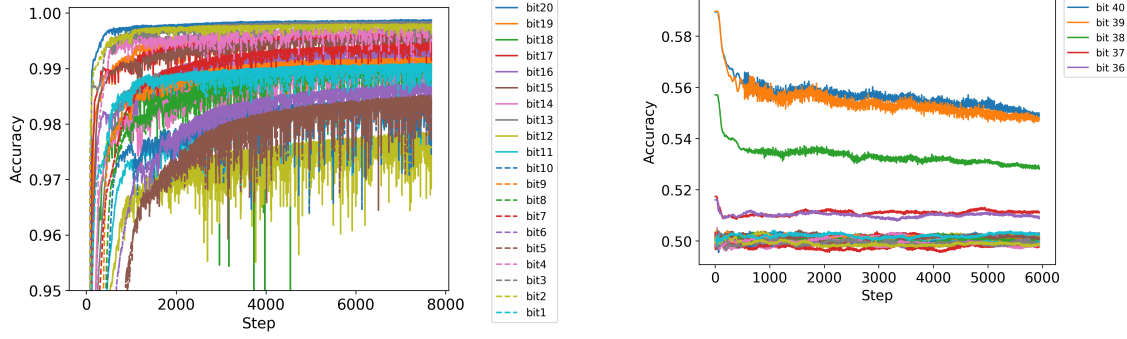 1.00
0.99
0.98
0.97
0.96
0.95
Accuracy
0
2000
4000
6000
8000
Step
bit20
bit19
bit18
bit17
bit16
bit15
bit14
bit13
bit12
bit11
bit10
bit9
bit8
bit7
bit6
bit5
bit4
bit3
bit2
bit1
0.58
0.56
0.54
0.52
0.50
Accuracy
0
1000
2000
3000
4000
5000
6000
Step
bit 40
bit 39
bit 38
bit 37
bit 36